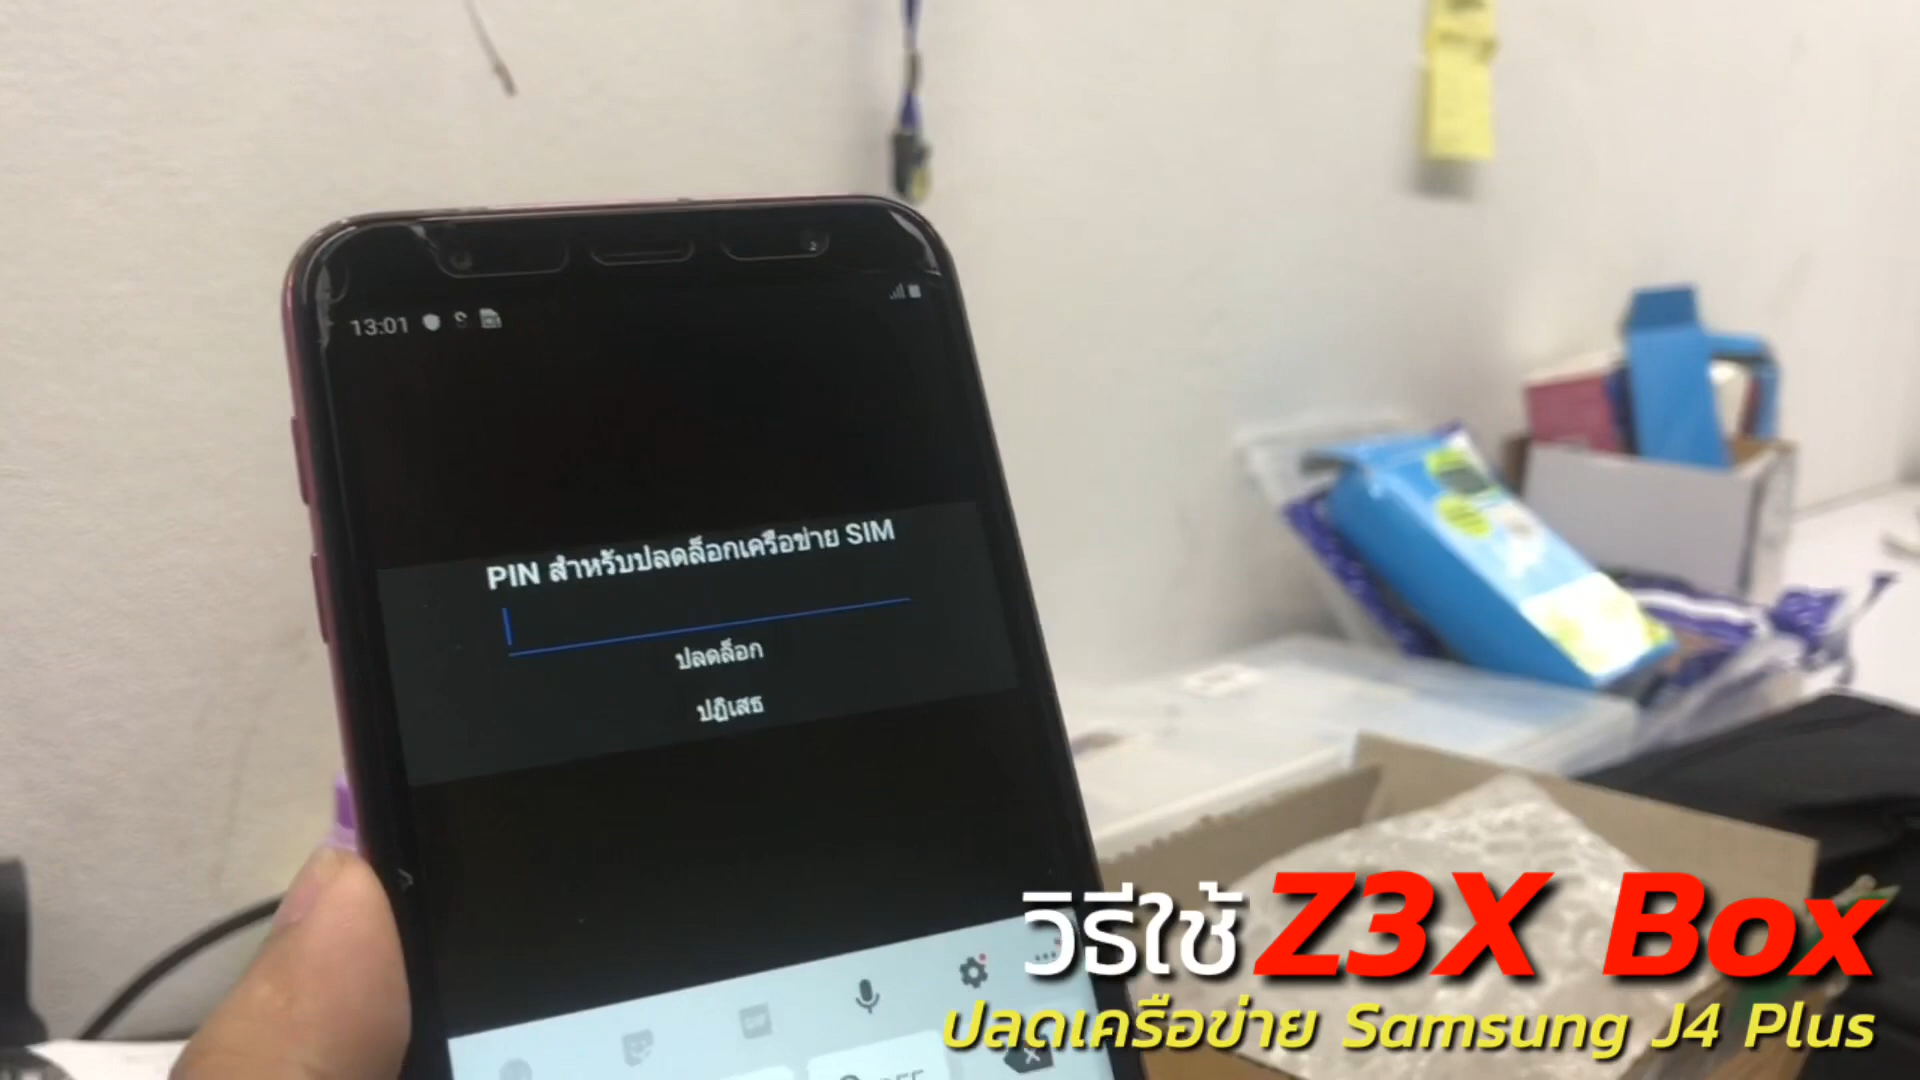 13:01
PIN สำหรับปลดล็อกเครือข่าย SIM
ปลดล็อก
ปฏิเสธ
วิธีใช้ Z3X Box
ปลดเครือข่าย Samsung J4 Plus